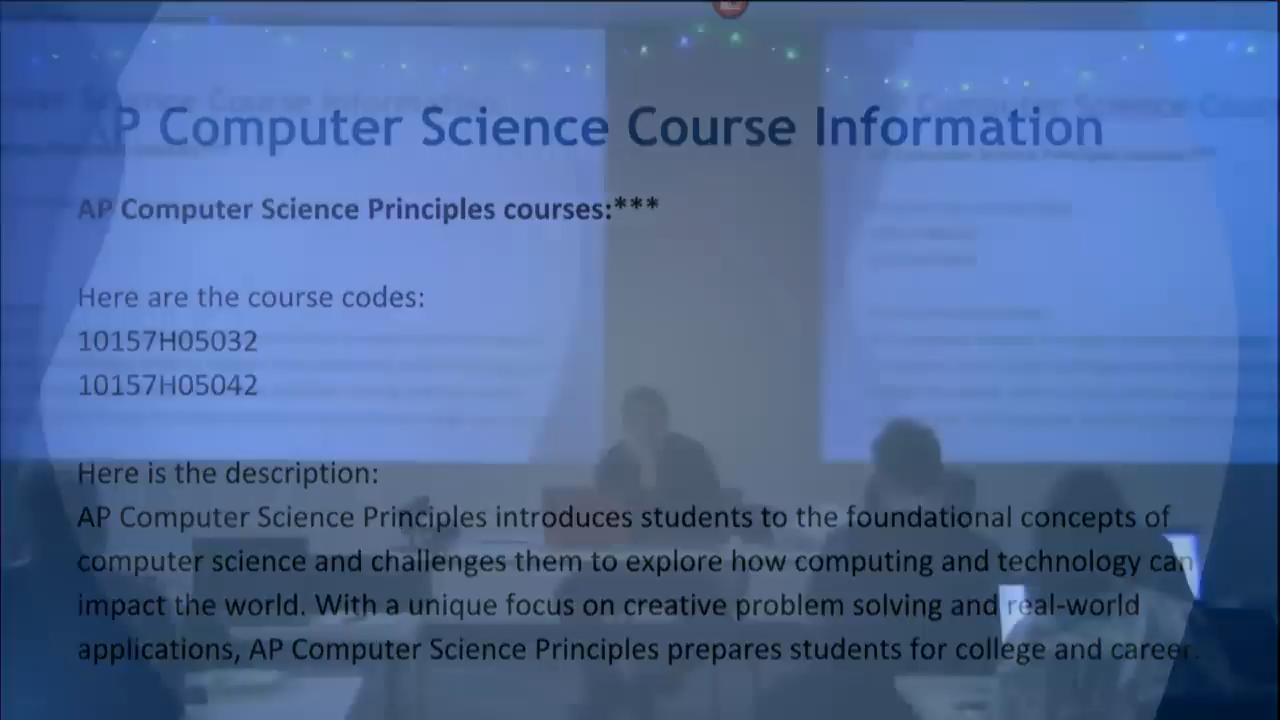 AP Computer Science Course Information
AP Computer Science Principles courses:***
Here are the course codes:
10157H05032
10157H05042
Here is the description:
AP Computer Science Principles introduces students to the foundational concepts of
computer science and challenges them to explore how computing and technology can
impact the world. With a unique focus on creative problem solving and real-world
applications, AP Computer Science Principles prepares students for college and career.